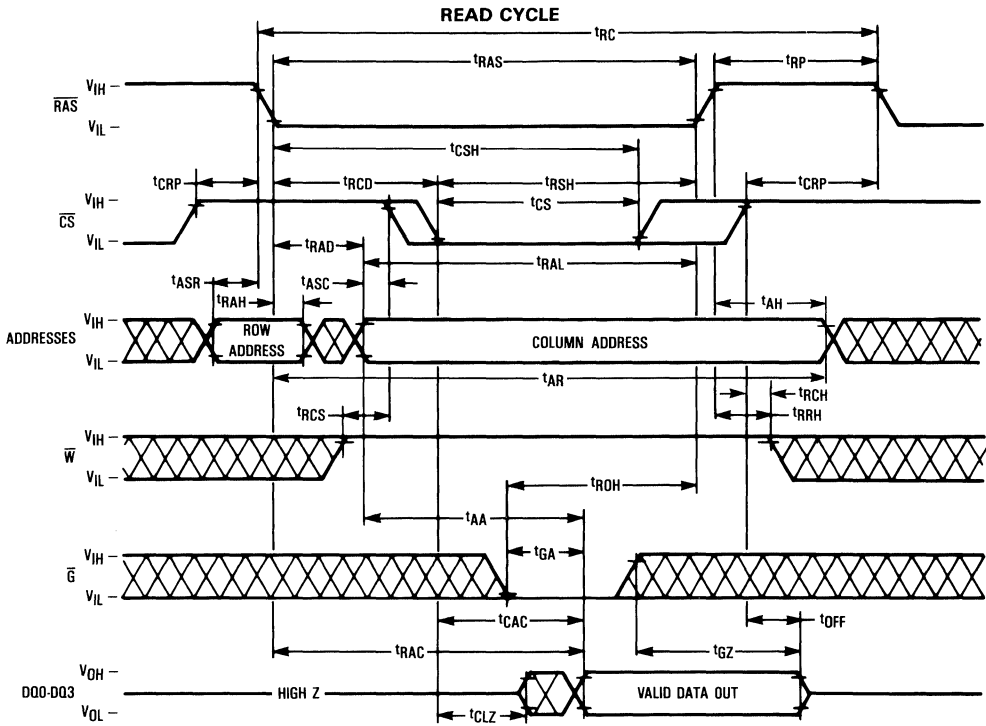 READ CYCLE
tRC
tRAS
tRP
RAS
VIH
VIL
tCSH
tCRP
tRCD
tRSH
tCRP
CS
VIH
VIL
tCS
tRAD
tRAL
tASR
tASC
tRAH
tAH
ADDRESSES
VIH
VIL
ROW
ADDRESS
COLUMN ADDRESS
tAR
tRCH
tRCS
tRRH
W
VIH
VIL
tROH
tAA
tGA
G
VIH
VIL
tCAC
tOFF
tRAC
tGZ
DQ0-DQ3
VOH
VOL
HIGH Z
VALID DATA OUT
tCLZ